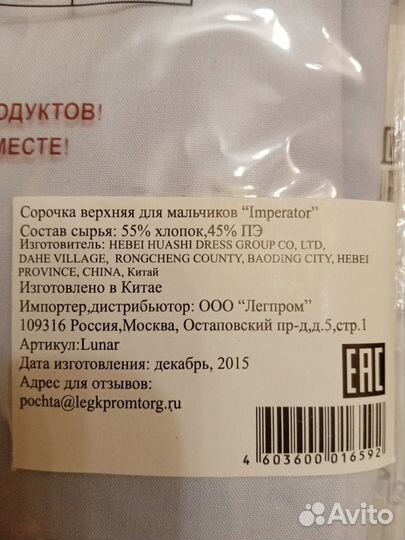 ОДУКТОВ!
МЕСТЕ!
Сорочка верхняя для мальчиков “Imperator”
Состав сырья: 55% хлопок,45% ПЭ
Изготовитель: HEBEI HUASHI DRESS GROUP CO, LTD,
DAHE VILLAGE, RONGCHENG COUNTY, BAODING CITY, HEBEI
PROVINCE, CHINA, Китай
Изготовлено в Китае
Импортер,дистрибьютор: ООО “Легпром”
109316 Россия,Москва, Остаповский пр-д,д.5,стр.1
Артикул:Lunar
Дата изготовления: декабрь, 2015
Адрес для отзывов:
pochta@legkpromtorg.ru
EAC
4 603600 016592
Avito